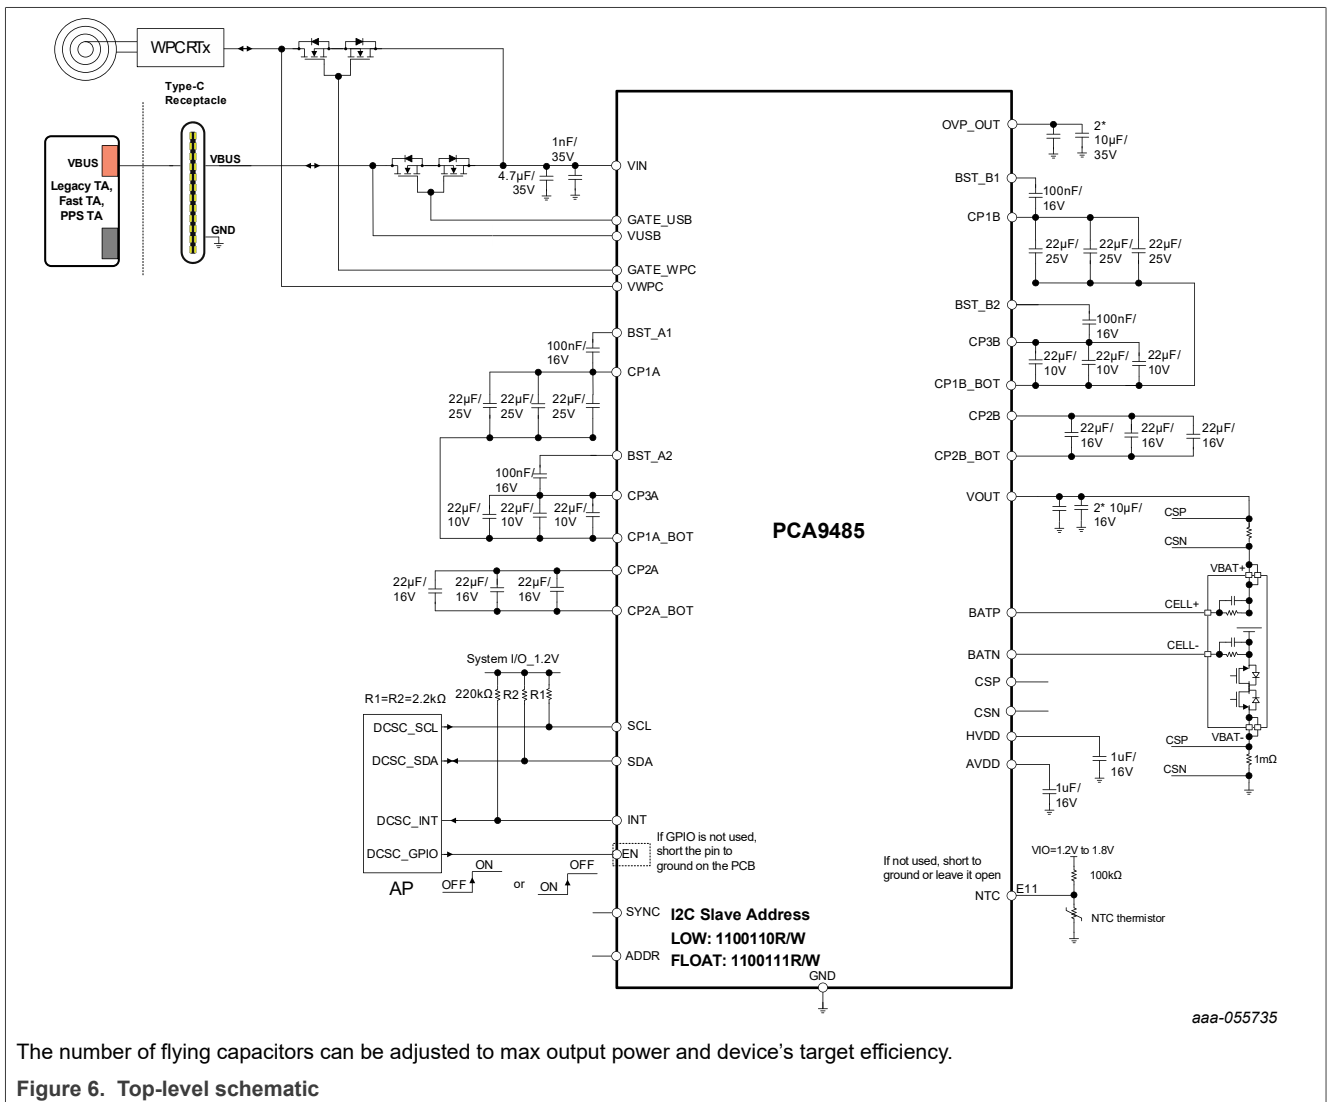 WPCRTx
Type-C
Receptacle
VBUS
Legacy TA,
Fast TA,
PPS TA
VBUS
GND
1nF/
35V
4.7µF/
35V
VIN
GATE_USB
VUSB
GATE_WPC
VWPC
BST_A1
100nF/
16V
CP1A
22µF/ 22µF/ 22µF/
25V 25V 25V
BST_A2
100nF/
16V
CP3A
22µF/ 22µF/ 22µF/
10V 10V 10V
CP1A_BOT
CP2A
22µF/ 22µF/ 22µF/
16V 16V 16V
CP2A_BOT
System I/O_1.2V
R1=R2=2.2kΩ
220kΩ R2 R1
DCSC_SCL
SCL
DCSC_SDA
SDA
DCSC_INT
INT
DCSC_GPIO
EN
If GPIO is not used,
short the pin to
ground on the PCB
AP
OFF ON or ON OFF
SYNC
I2C Slave Address
LOW: 1100110R/W
FLOAT: 1100111R/W
ADDR
GND
PCA9485
OVP_OUT
2*
10µF/
35V
BST_B1
100nF/
16V
CP1B
22µF/ 22µF/ 22µF/
25V 25V 25V
BST_B2
100nF/
16V
CP3B
22µF/ 22µF/ 22µF/
10V 10V 10V
CP1B_BOT
CP2B
22µF/ 22µF/ 22µF/
16V 16V 16V
CP2B_BOT
VOUT
2* 10µF/
16V
CSP
CSN
VBAT+
BATP
CELL+
BATN
CELL-
CSP
CSN
HVDD
1uF/
16V
AVDD
1uF/
16V
VBAT-
CSP
1mΩ
CSN
If not used, short to
ground or leave it open
NTC
E11
VIO=1.2V to 1.8V
100kΩ
NTC thermistor
aaa-055735
The number of flying capacitors can be adjusted to max output power and device's target efficiency.
Figure 6. Top-level schematic